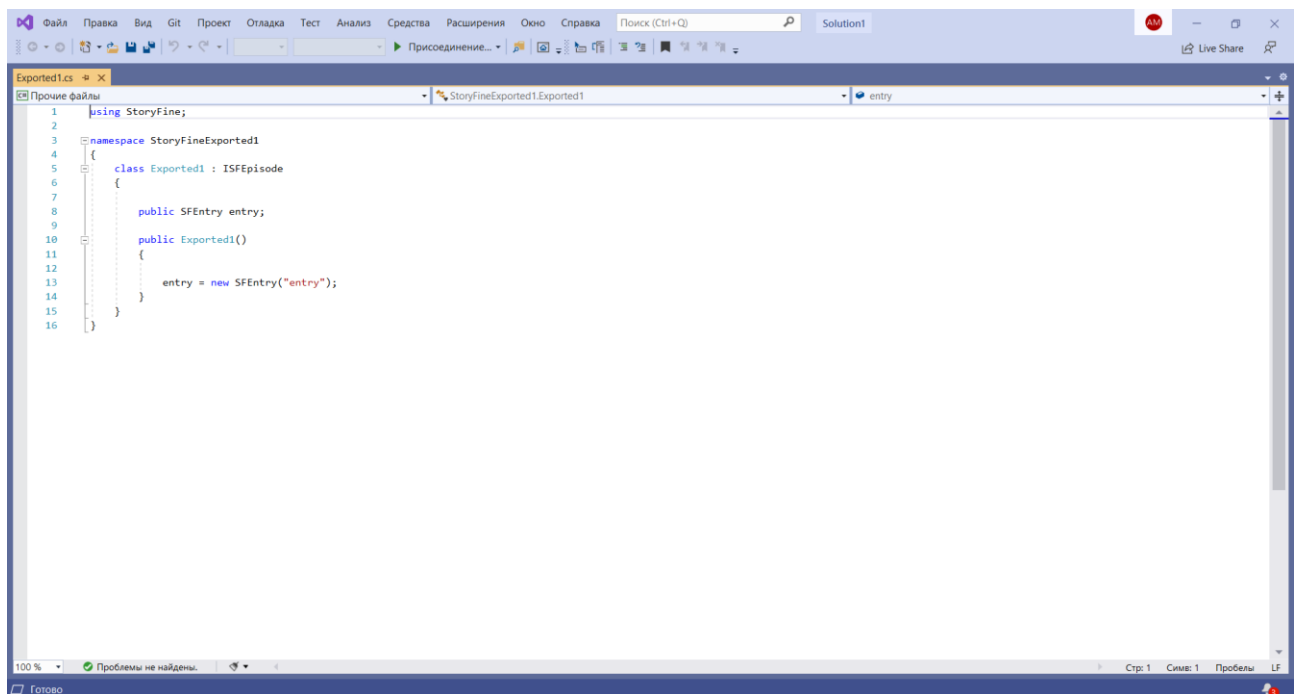 Файл Правка Вид Git Проект Отладка Тест Анализ Средства Расширения Окно Справка Поиск (Ctrl+Q) Solution1 AM
Присоединение... Live Share
Exported1.cs
Прочие файлы StoryFineExported1.Exported1 entry
1 using StoryFine;
2
3 namespace StoryFineExported1
4 {
5 class Exported1 : ISFEpisode
6 {
7
8 public SFEntry entry;
9
10 public Exported1()
11 {
12
13 entry = new SFEntry("entry");
14 }
15 }
16 }
100 % Проблемы не найдены. Стр: 1 Симв: 1 Пробелы LF
Готово 3